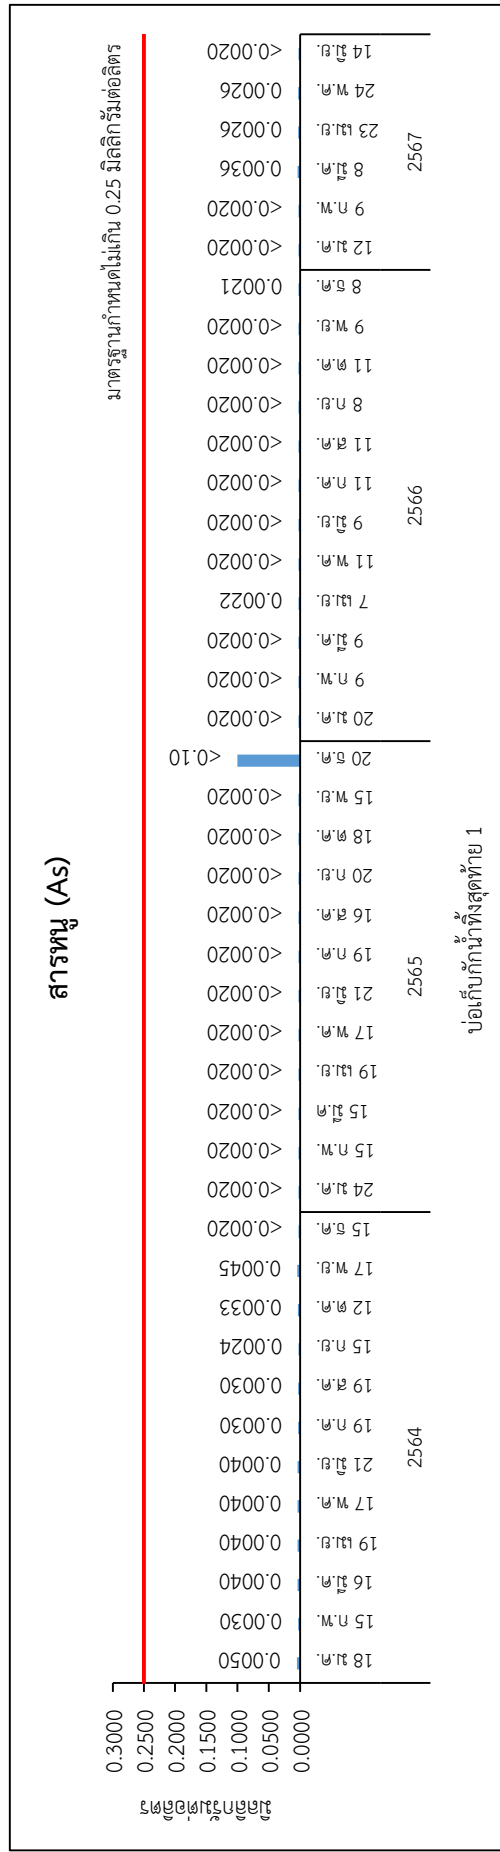 สารหนู (As)
มาตรฐานกำหนดไม่เกิน 0.25 มิลลิกรัมต่อลิตร
มิลลิกรัมต่อลิตร
0.3000
0.2500
0.2000
0.1500
0.1000
0.0500
0.0000
0.0050
0.0030
0.0040
0.0040
0.0040
0.0040
0.0030
0.0030
0.0024
0.0033
0.0045
<0.0020
<0.0020
<0.0020
<0.0020
<0.0020
<0.0020
<0.0020
<0.0020
<0.0020
<0.0020
<0.0020
<0.0020
<0.10
<0.0020
<0.0020
<0.0020
0.0022
<0.0020
<0.0020
<0.0020
<0.0020
<0.0020
<0.0020
<0.0020
0.0021
<0.0020
<0.0020
0.0036
0.0026
0.0026
<0.0020
18 ม.ค.
15 ก.พ.
16 มี.ค.
19 เม.ย.
17 พ.ค.
21 มิ.ย.
19 ก.ค.
19 ส.ค.
15 ก.ย.
12 ต.ค.
17 พ.ย.
15 ธ.ค.
24 ม.ค.
15 ก.พ.
15 มี.ค
19 เม.ย.
17 พ.ค.
21 มิ.ย.
19 ก.ค.
16 ส.ค.
20 ก.ย.
18 ต.ค.
15 พ.ย.
20 ธ.ค.
20 ม.ค.
9 ก.พ.
9 มี.ค.
7 เม.ย.
11 พ.ค.
9 มิ.ย.
11 ก.ค.
11 ส.ค.
8 ก.ย.
11 ต.ค.
9 พ.ย.
8 ธ.ค.
12 ม.ค.
9 ก.พ.
8 มี.ค.
23 เม.ย.
24 พ.ค.
14 มิ.ย.
2564
2565
2566
2567
บ่อเก็บกักน้ำทิ้งสุดท้าย 1